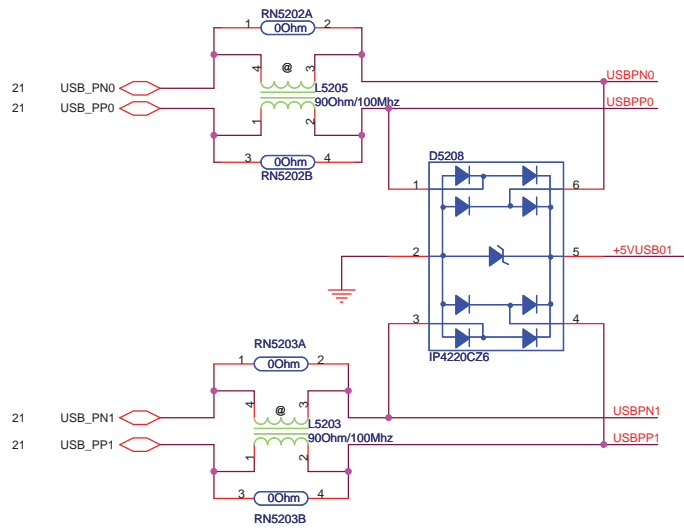 RN5202A
1 2
0Ohm
4 @ 3
21 USB_PN0 L5205 USBPN0
21 USB_PP0 90Ohm/100Mhz USBPP0
1 2
3 0Ohm 4
RN5202B
D5208
1 6
2 5 +5VUSB01
3 4
IP4220CZ6
RN5203A
1 2
0Ohm
4 @ 3
21 USB_PN1 L5203 USBPN1
21 USB_PP1 90Ohm/100Mhz USBPP1
1 2
3 0Ohm 4
RN5203B